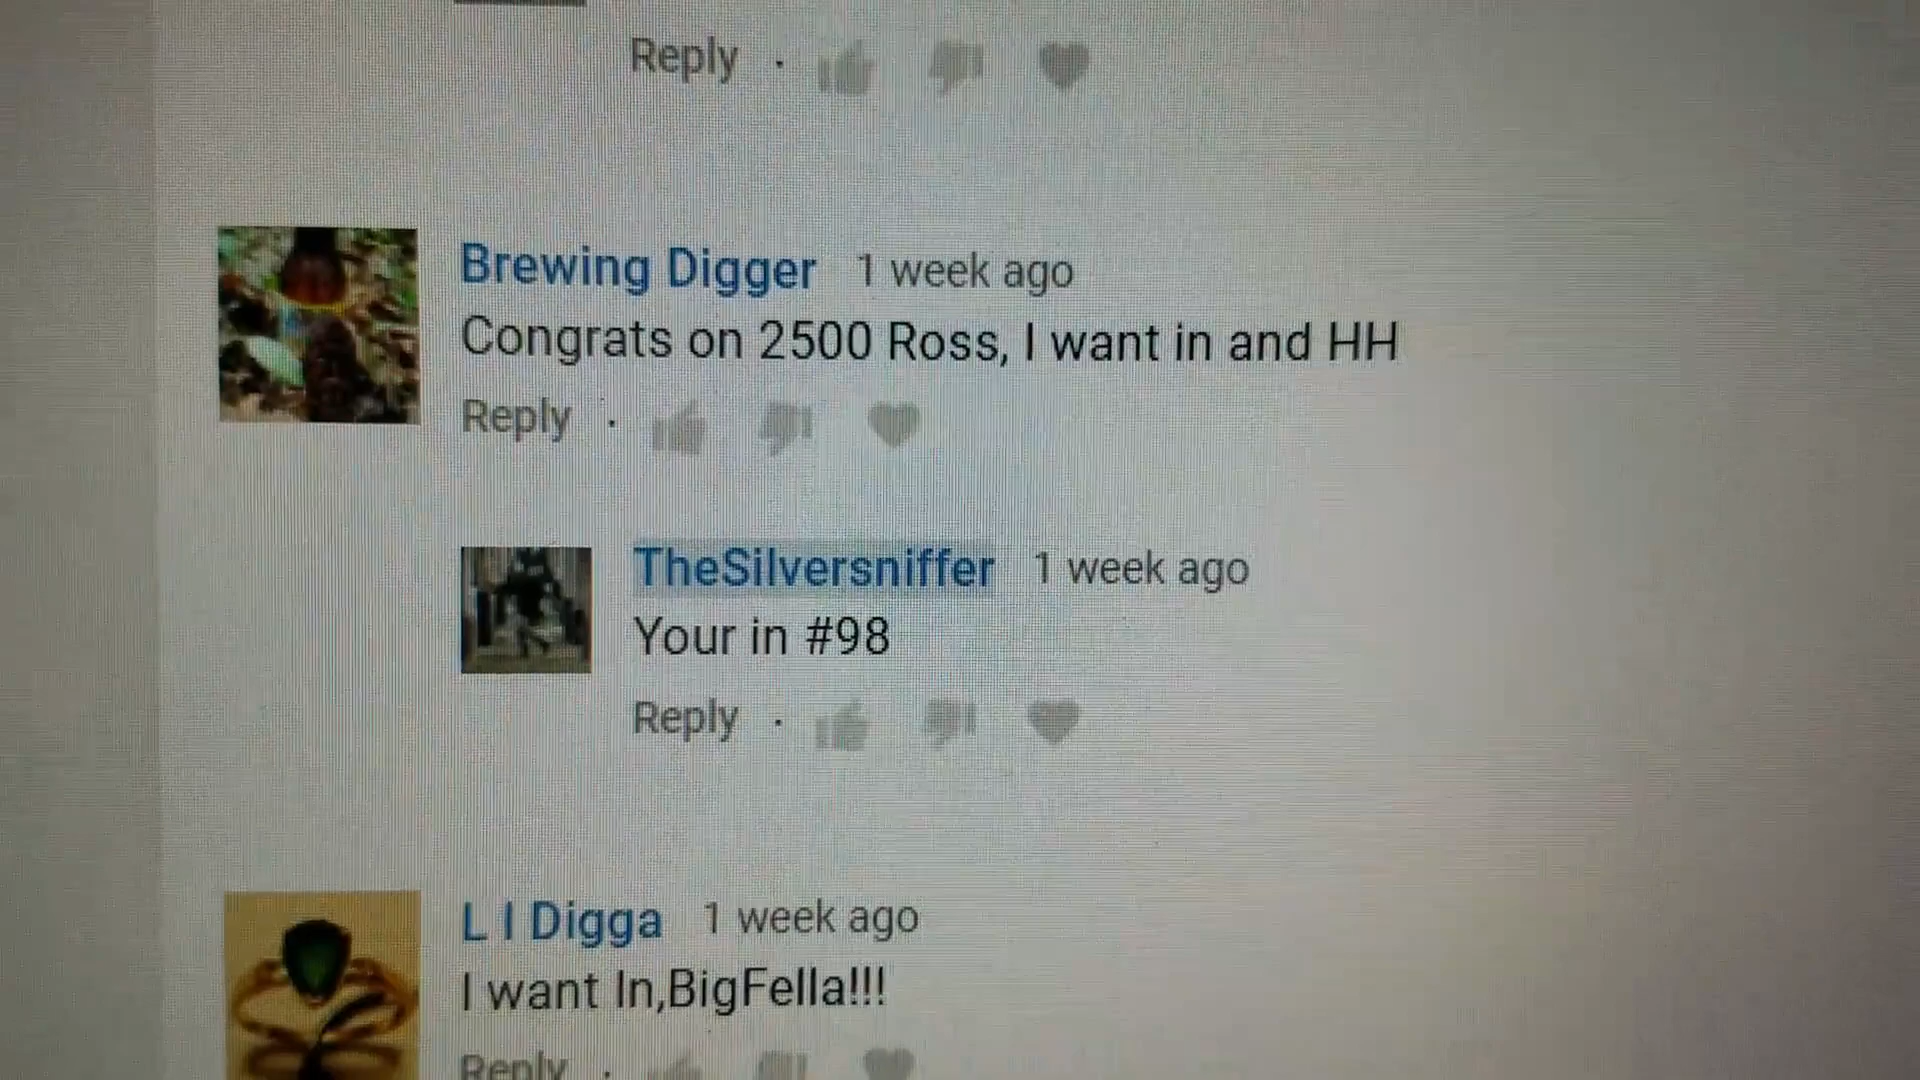 Reply ·
Brewing Digger 1 week ago
Congrats on 2500 Ross, I want in and HH
Reply ·
TheSilversniffer 1 week ago
Your in #98
Reply ·
L I Digga 1 week ago
I want In,BigFella!!!
Reply ·